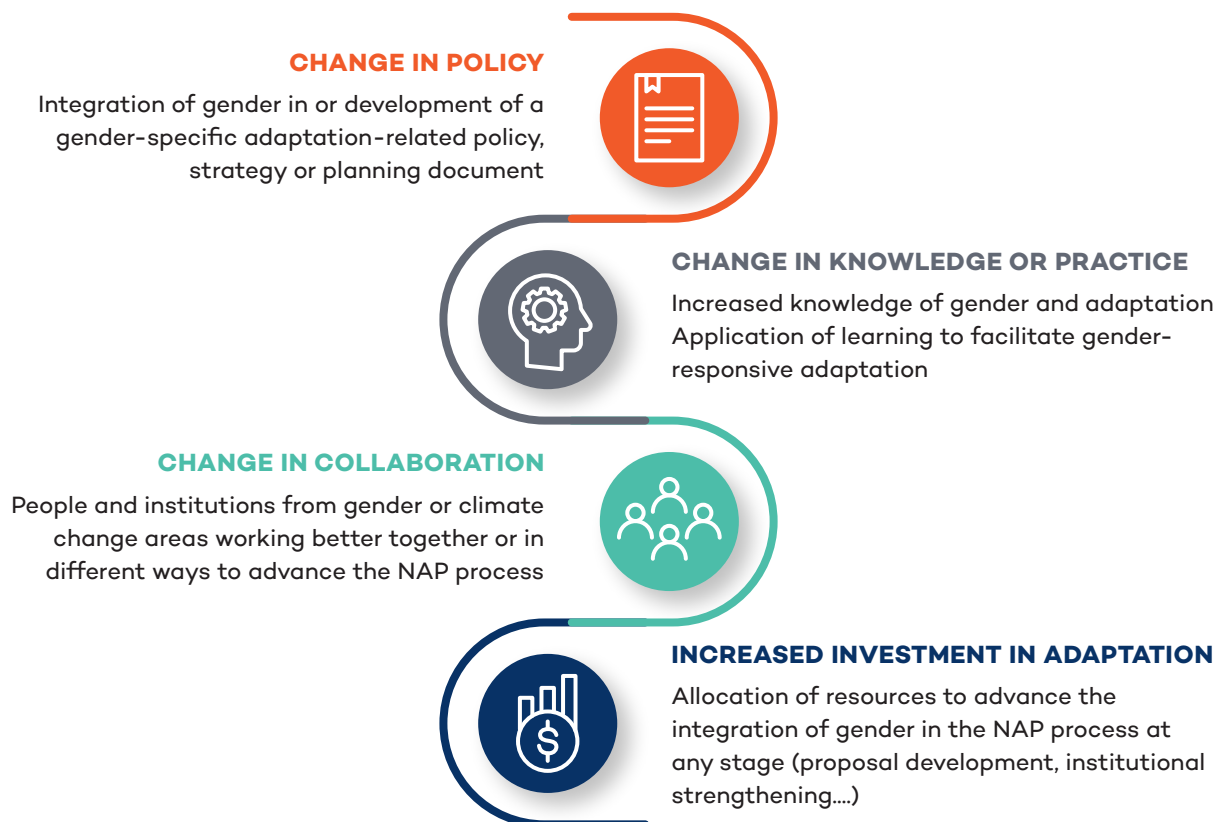 CHANGE IN POLICY
Integration of gender in or development of a
gender-specific adaptation-related policy,
strategy or planning document
CHANGE IN KNOWLEDGE OR PRACTICE
Increased knowledge of gender and adaptation
Application of learning to facilitate gender-
responsive adaptation
CHANGE IN COLLABORATION
People and institutions from gender or climate
change areas working better together or in
different ways to advance the NAP process
INCREASED INVESTMENT IN ADAPTATION
Allocation of resources to advance the
integration of gender in the NAP process at
any stage (proposal development, institutional
strengthening....)
$